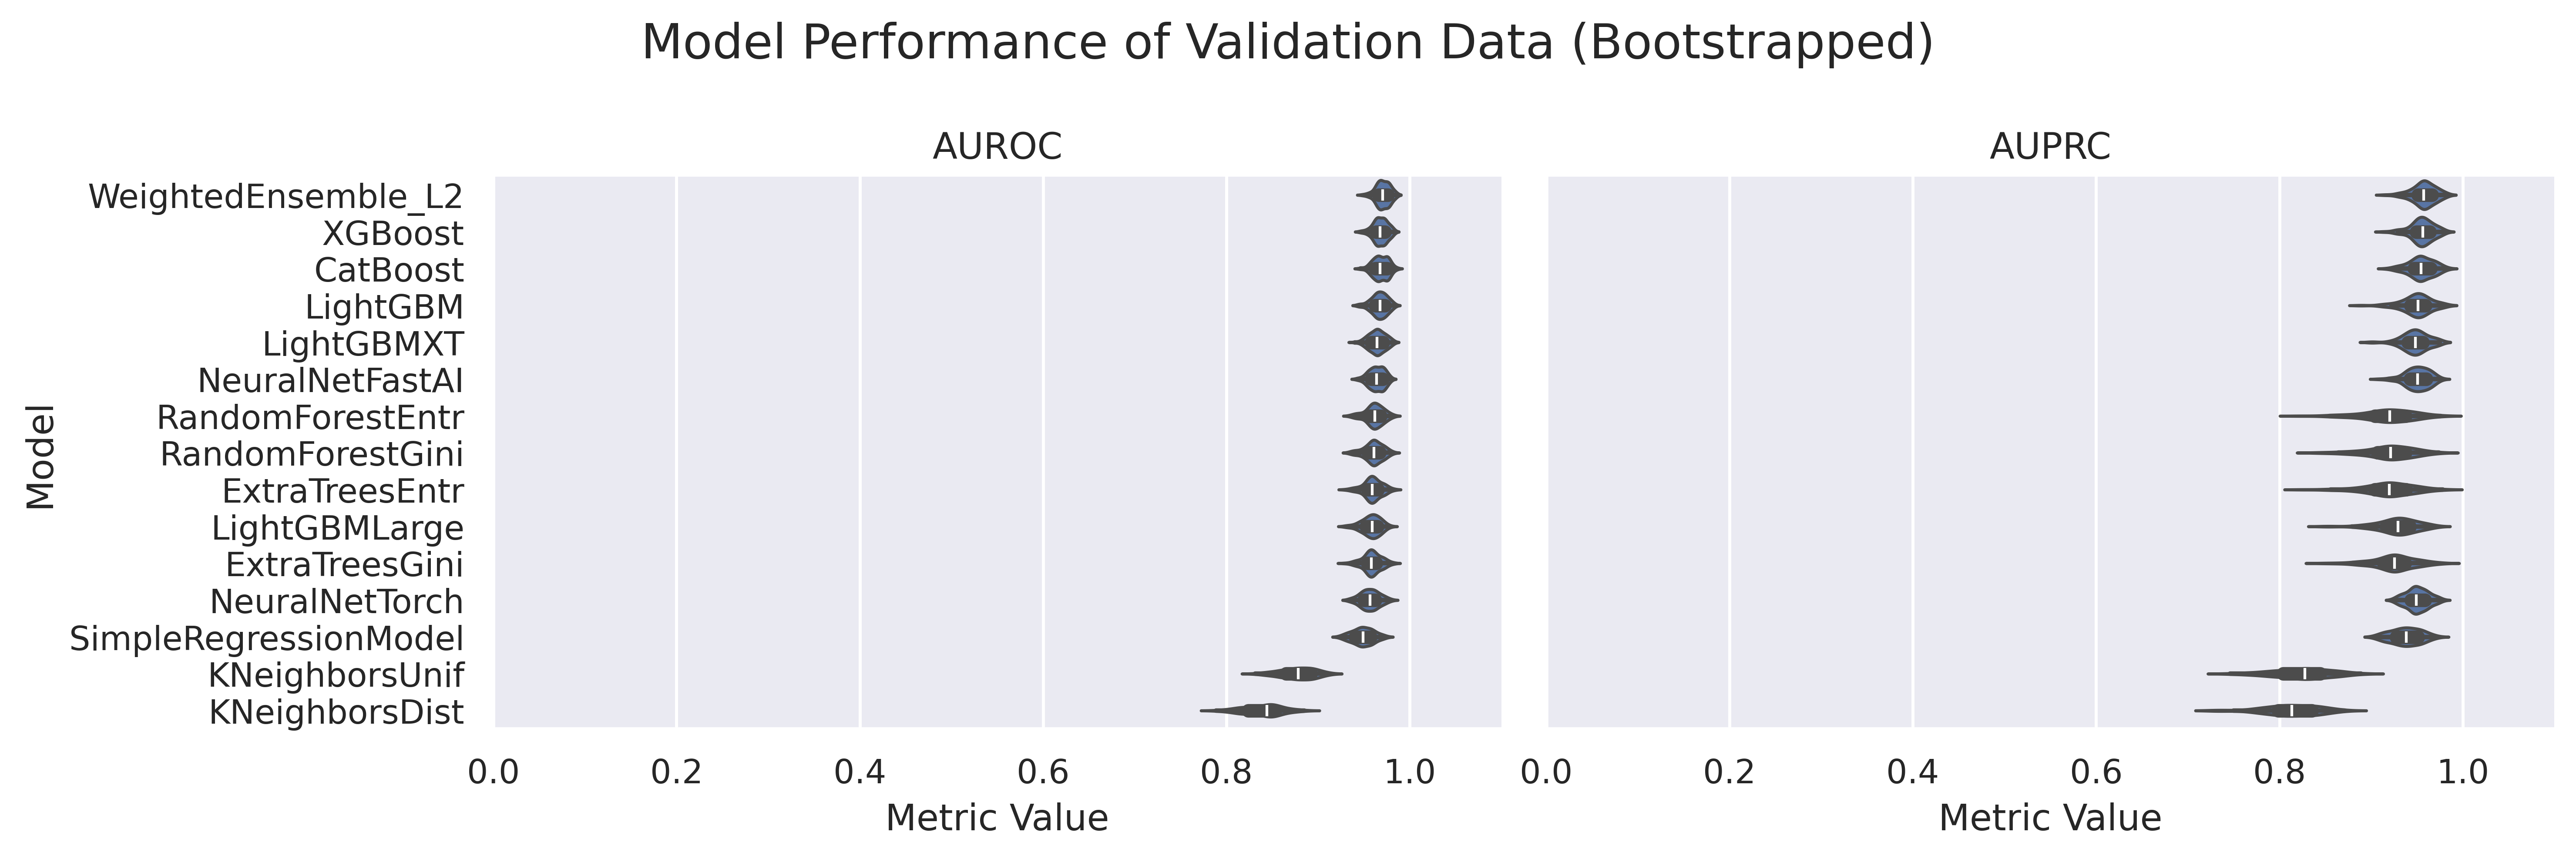 Model Performance of Validation Data (Bootstrapped)
AUROC
AUPRC
Model
WeightedEnsemble_L2
XGBoost
CatBoost
LightGBM
LightGBMXT
NeuralNetFastAI
RandomForestEntr
RandomForestGini
ExtraTreesEntr
LightGBMLarge
ExtraTreesGini
NeuralNetTorch
SimpleRegressionModel
KNeighborsUnif
KNeighborsDist
0.0 0.2 0.4 0.6 0.8 1.0
0.0 0.2 0.4 0.6 0.8 1.0
Metric Value
Metric Value